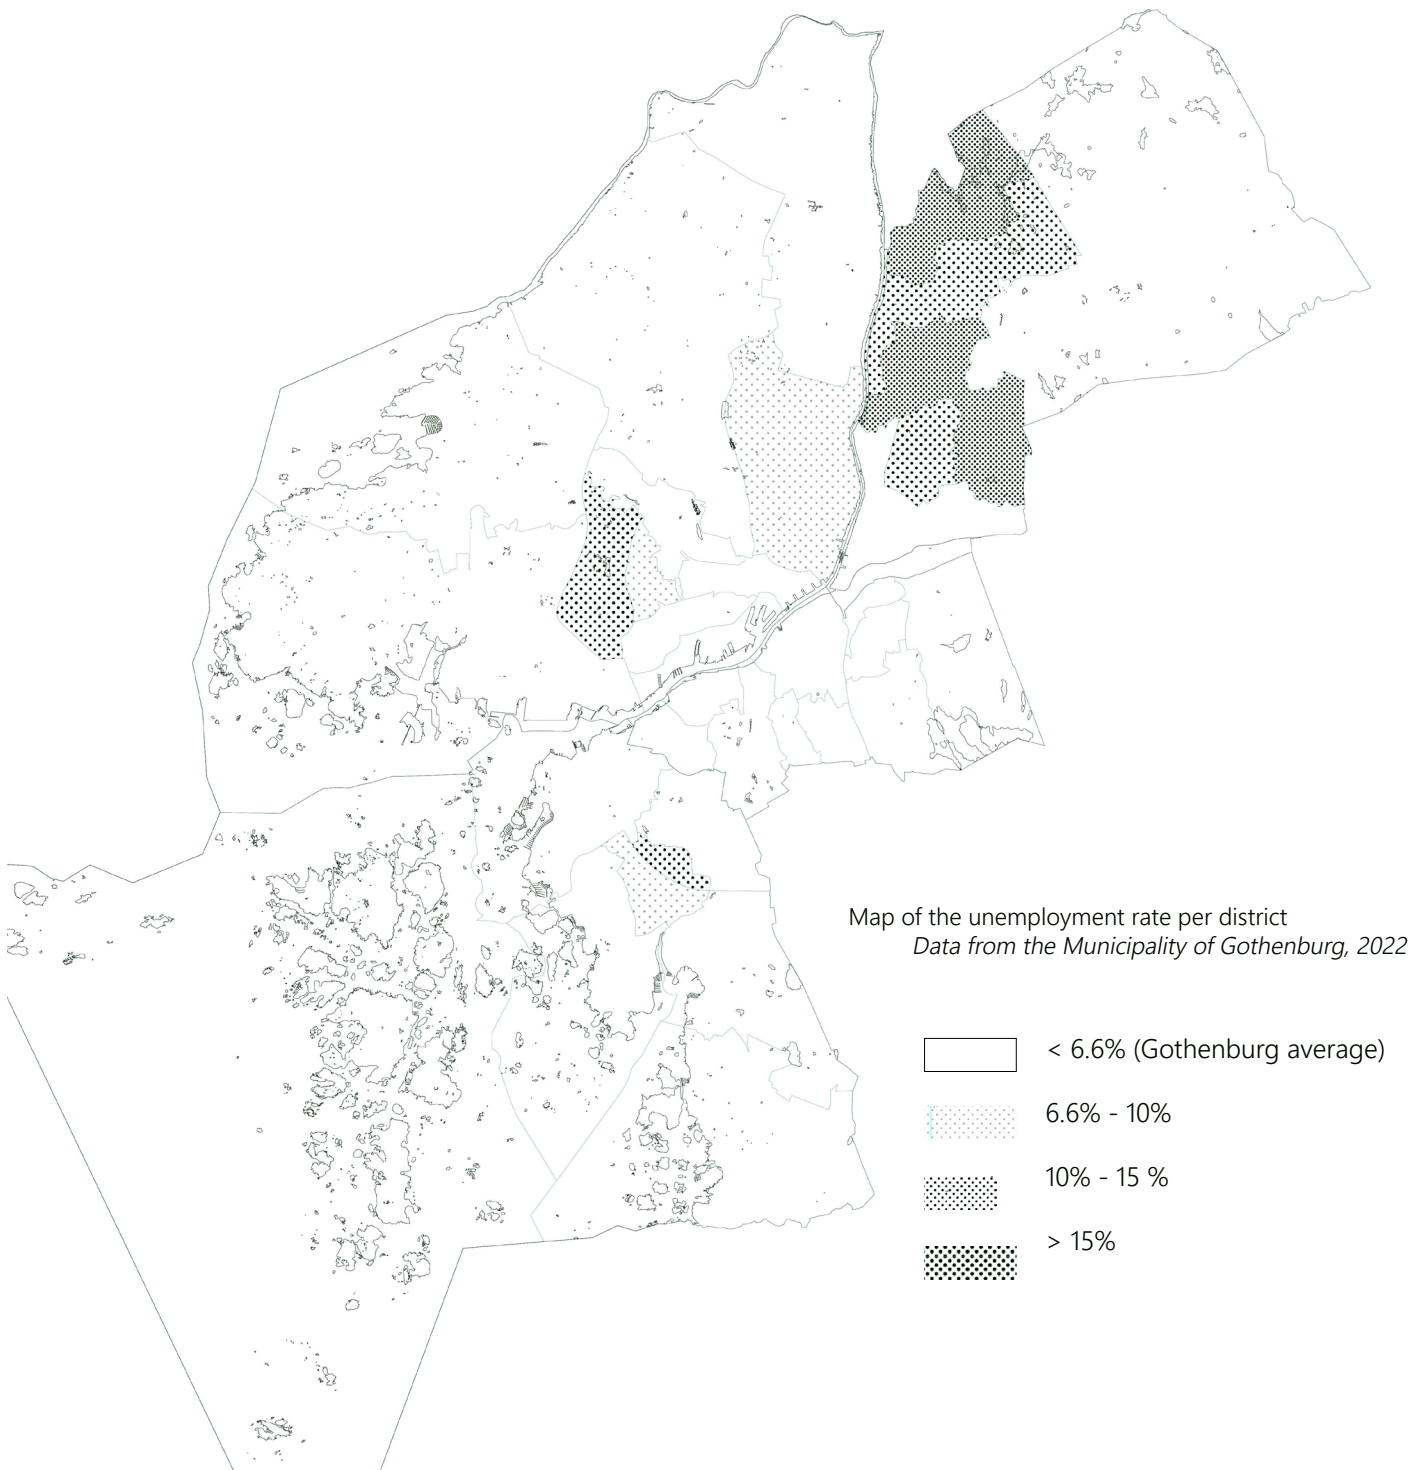 Map of the unemployment rate per district
Data from the Municipality of Gothenburg, 2022
< 6.6% (Gothenburg average)
6.6% - 10%
10% - 15 %
> 15%